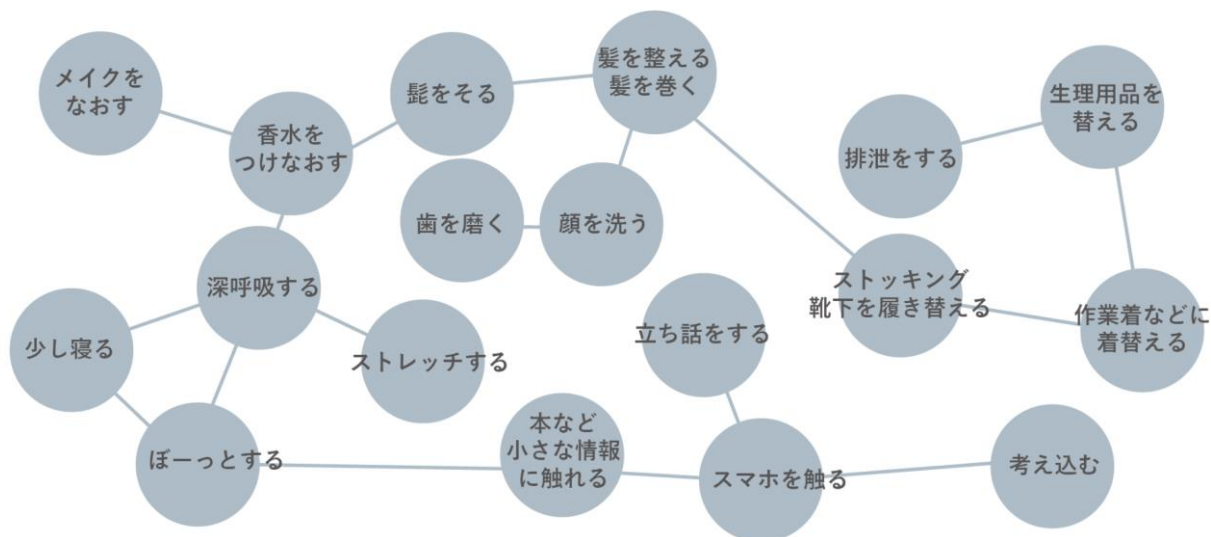 メイクを
なおす
香水を
つけなおす
髭をそる
髪を整える
髪を巻く
生理用品を
替える
排泄をする
歯を磨く
顔を洗う
深呼吸する
ストッキング
靴下を履き替える
作業着などに
着替える
少し寝る
ストレッチする
立ち話をする
ぼーっとする
本など
小さな情報
に触れる
スマホを触る
考え込む